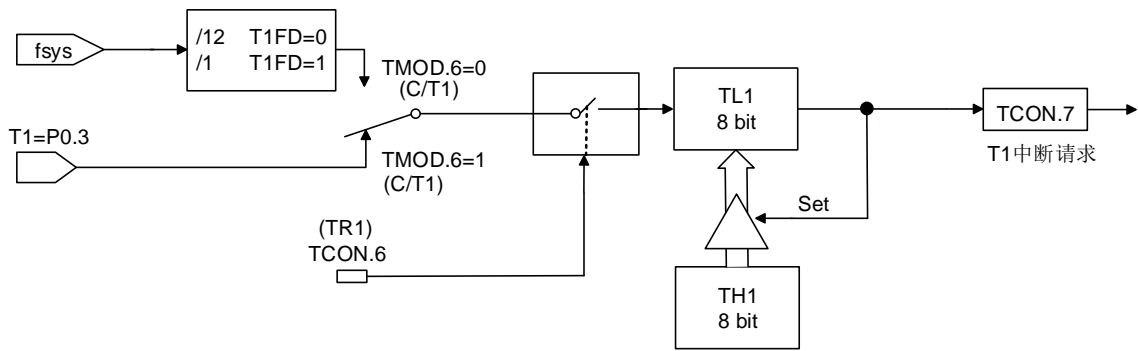 fsys
/12 T1FD=0
/1 T1FD=1
TMOD.6=0
(C/T1)
T1=P0.3
TMOD.6=1
(C/T1)
(TR1)
TCON.6
TL1
8 bit
TCON.7
T1中断请求
Set
TH1
8 bit